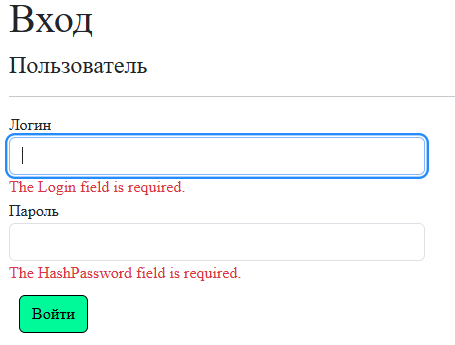 Вход
Пользователь
Логин
The Login field is required.
Пароль
The HashPassword field is required.
Войти